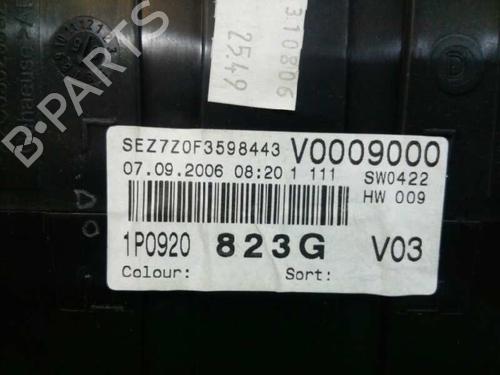 310806
2549
SEZ7Z0F3598443 V0009000
07.09.2006 08:20 1 111 SW0422
HW 009
1P0920 823G V03
Colour: Sort:
B-Parts
D